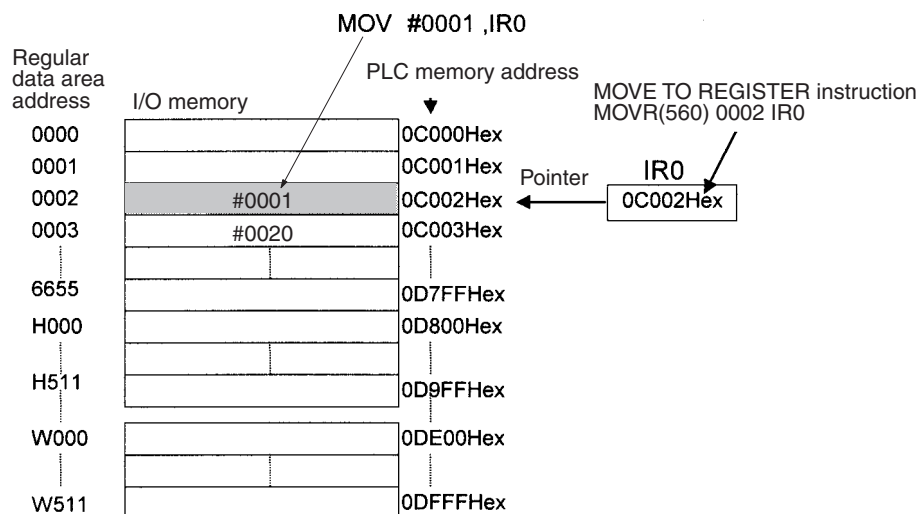 MOV #0001 ,IR0
Regular
data area
address
I/O memory
PLC memory address
MOVE TO REGISTER instruction
MOVR(560) 0002 IR0
0000 0C000Hex
0001 0C001Hex
Pointer
IR0
0002 #0001 0C002Hex 0C002Hex
0003 #0020 0C003Hex
6655 0D7FFHex
H000 0D800Hex
H511 0D9FFHex
W000 0DE00Hex
W511 0DFFFHex